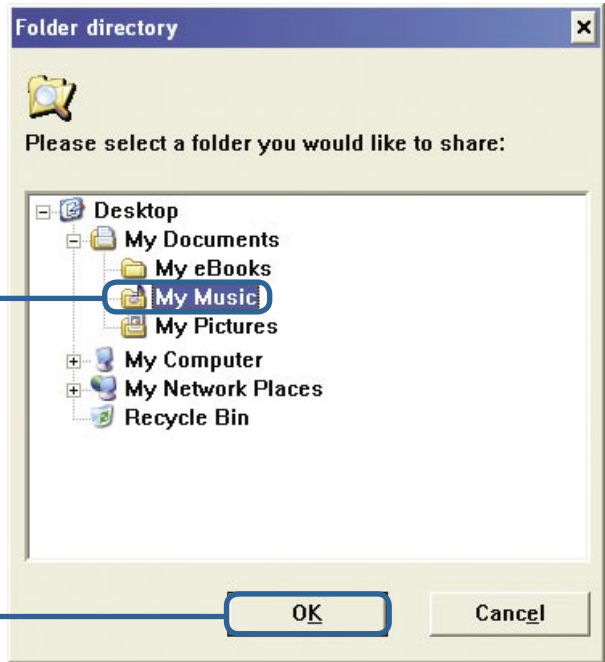 Folder directory
Please select a folder you would like to share:
Desktop
My Documents
My eBooks
My Music
My Pictures
My Computer
My Network Places
Recycle Bin
OK
Cancel